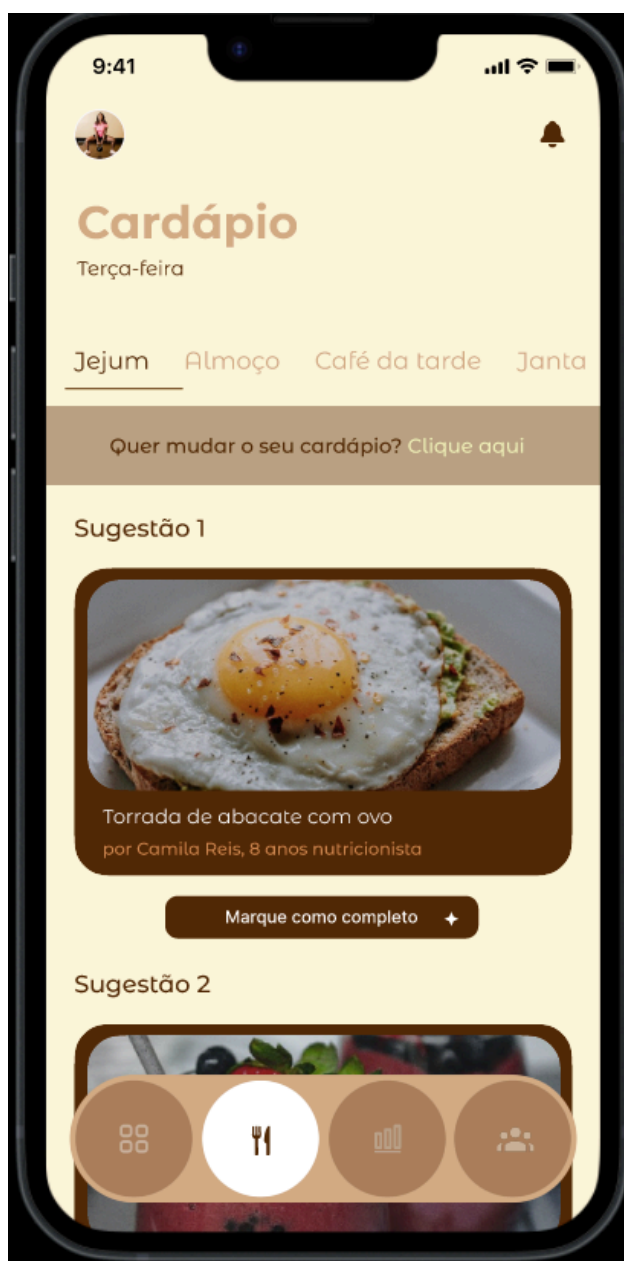 9:41
Cardápio
Terça-feira
Jejum Almoço Café da tarde Janta
Quer mudar o seu cardápio? Clique aqui
Sugestão 1
Torrada de abacate com ovo
por Camila Reis, 8 anos nutricionista
Marque como completo
Sugestão 2